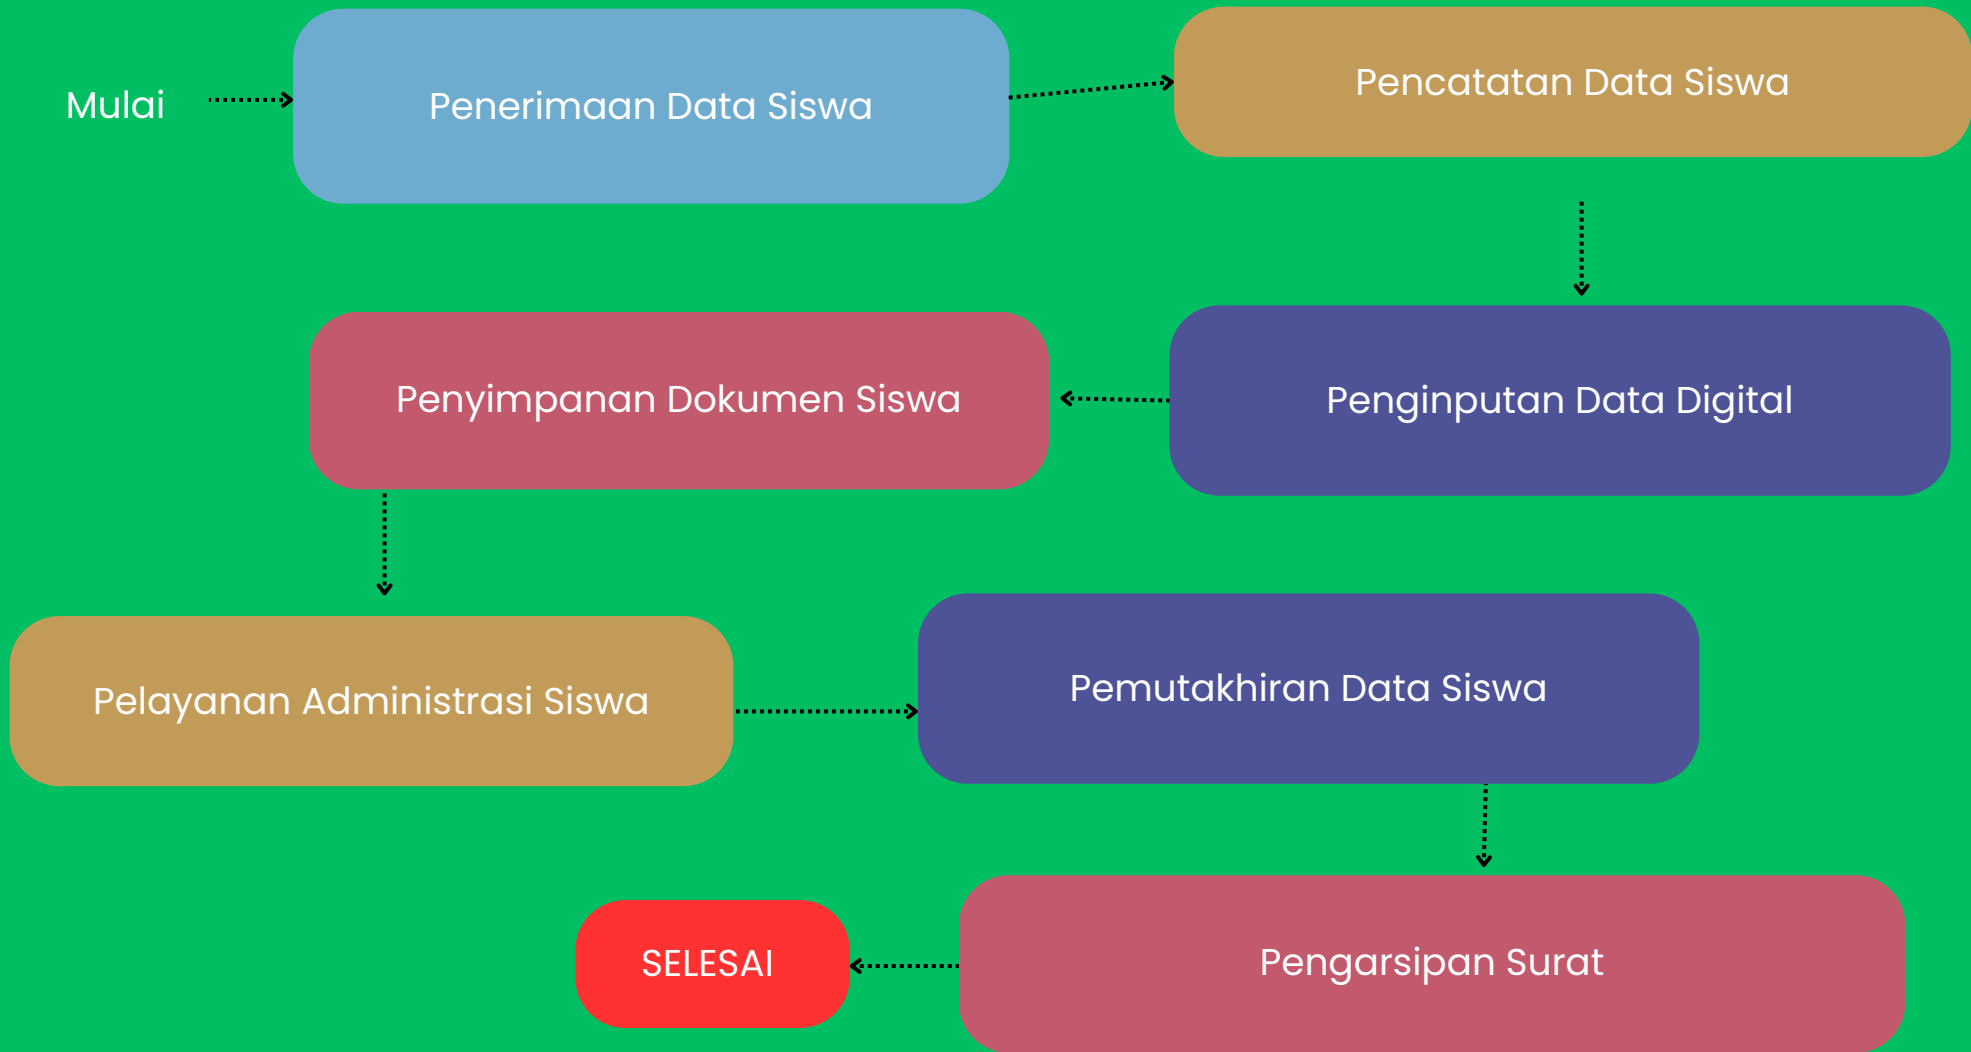 Mulai
Penerimaan Data Siswa
Pencatatan Data Siswa
Penginputan Data Digital
Penyimpanan Dokumen Siswa
Pelayanan Administrasi Siswa
Pemutakhiran Data Siswa
Pengarsipan Surat
SELESAI